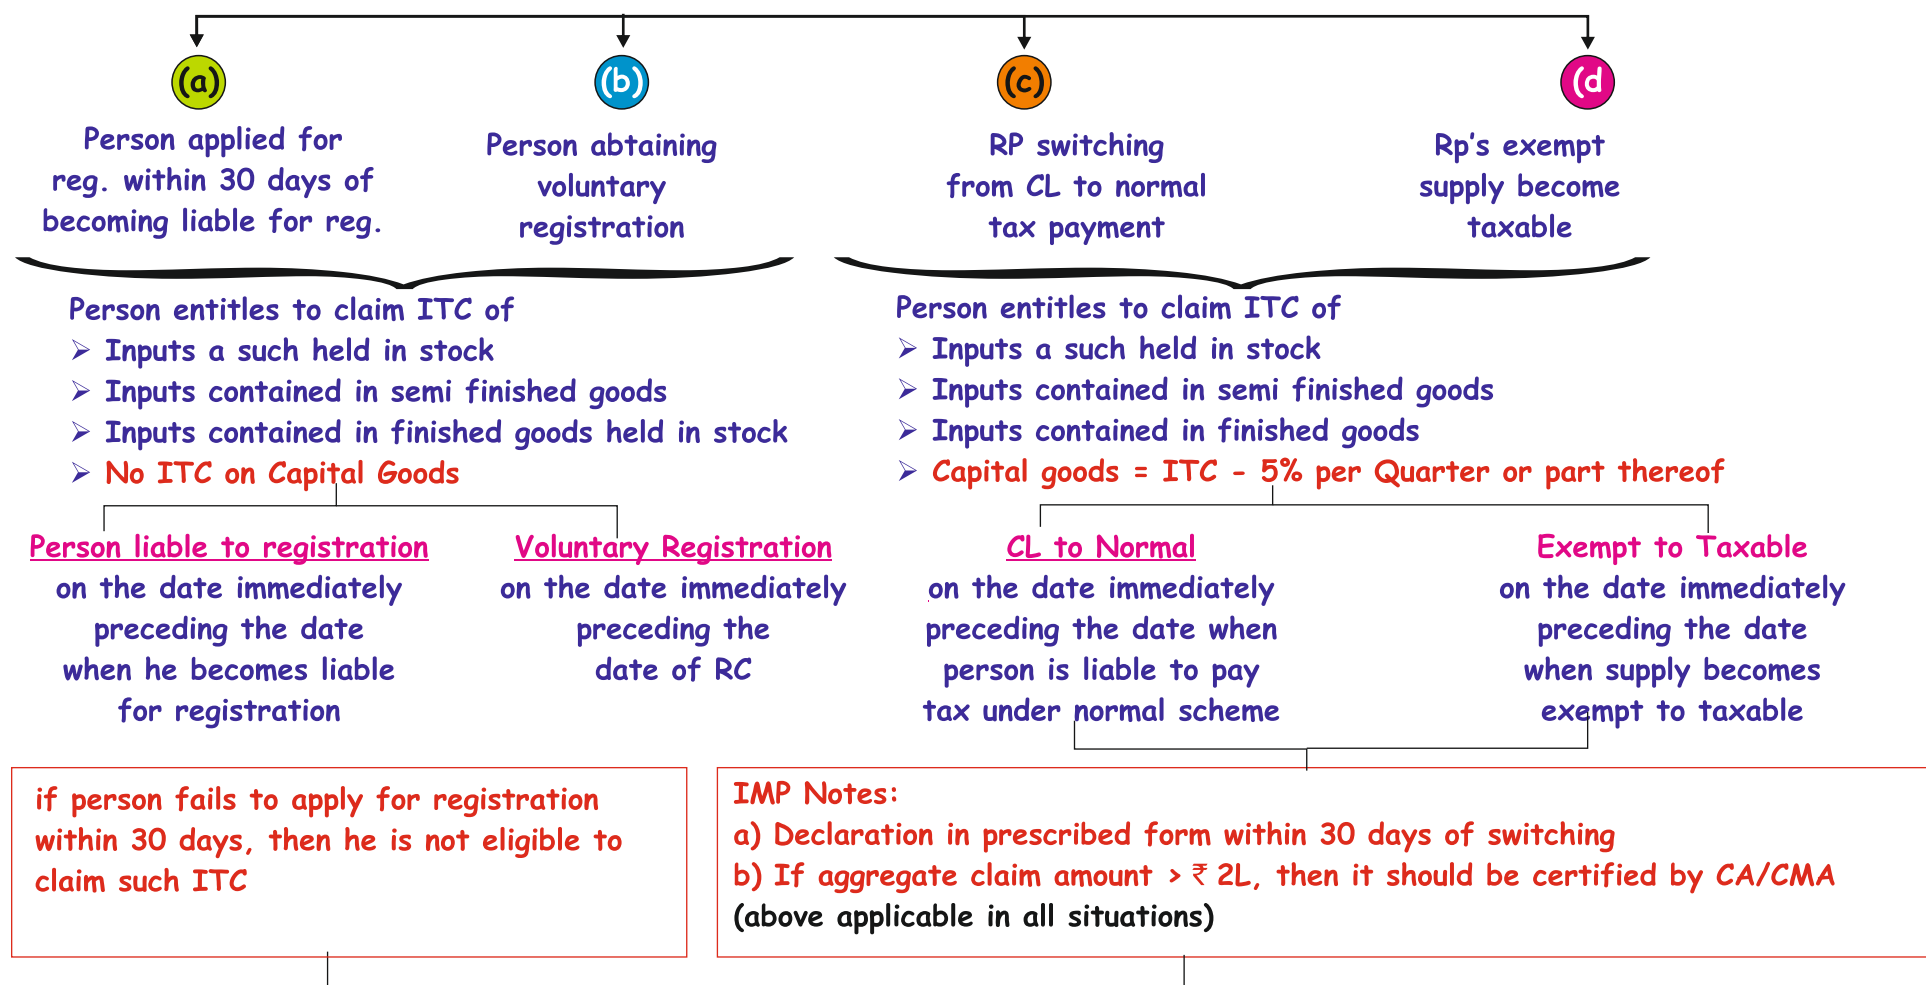 (a)
Person applied for
reg. within 30 days of
becoming liable for reg.
(b)
Person abtaining
voluntary
registration
(c)
RP switching
from CL to normal
tax payment
(d
Rp's exempt
supply become
taxable
Person entitles to claim ITC of
➢ Inputs a such held in stock
➢ Inputs contained in semi finished goods
➢ Inputs contained in finished goods held in stock
➢ No ITC on Capital Goods
Person entitles to claim ITC of
➢ Inputs a such held in stock
➢ Inputs contained in semi finished goods
➢ Inputs contained in finished goods
➢ Capital goods = ITC - 5% per Quarter or part thereof
Person liable to registration
on the date immediately
preceding the date
when he becomes liable
for registration
Voluntary Registration
on the date immediately
preceding the
date of RC
CL to Normal
on the date immediately
preceding the date when
person is liable to pay
tax under normal scheme
Exempt to Taxable
on the date immediately
preceding the date
when supply becomes
exempt to taxable
if person fails to apply for registration
within 30 days, then he is not eligible to
claim such ITC
IMP Notes:
a) Declaration in prescribed form within 30 days of switching
b) If aggregate claim amount > ₹ 2L, then it should be certified by CA/CMA
(above applicable in all situations)